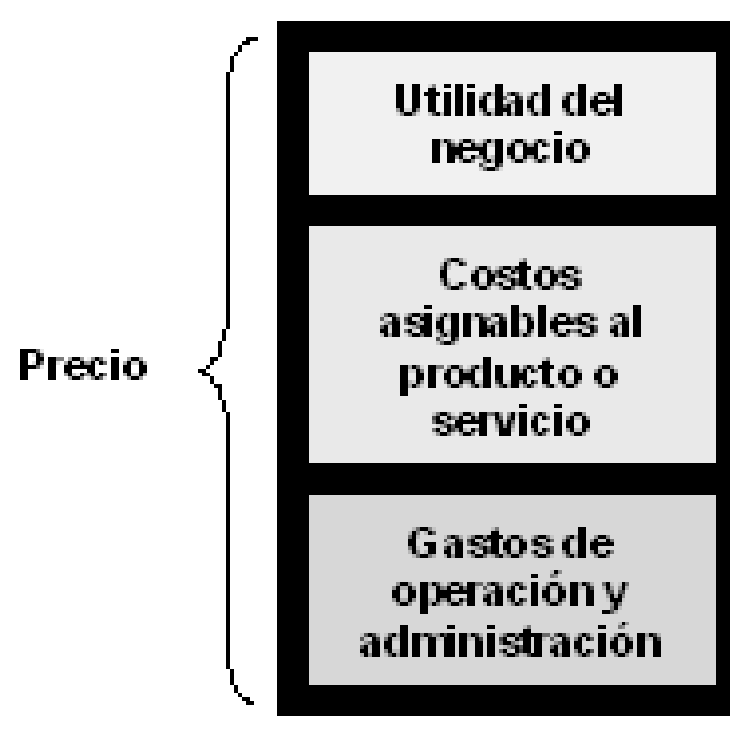 Utilidad del
negocio
Costos
asignables al
producto o
servicio
Precio
Gastos de
operación y
administración